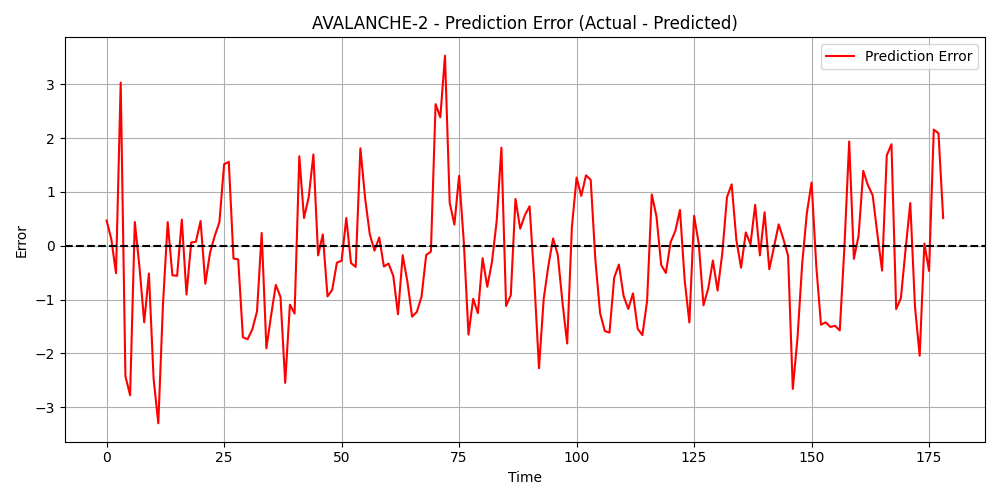 AVALANCHE-2 - Prediction Error (Actual - Predicted)
Prediction Error
Error
3
2
1
0
−1
−2
−3
0 25 50 75 100 125 150 175
Time